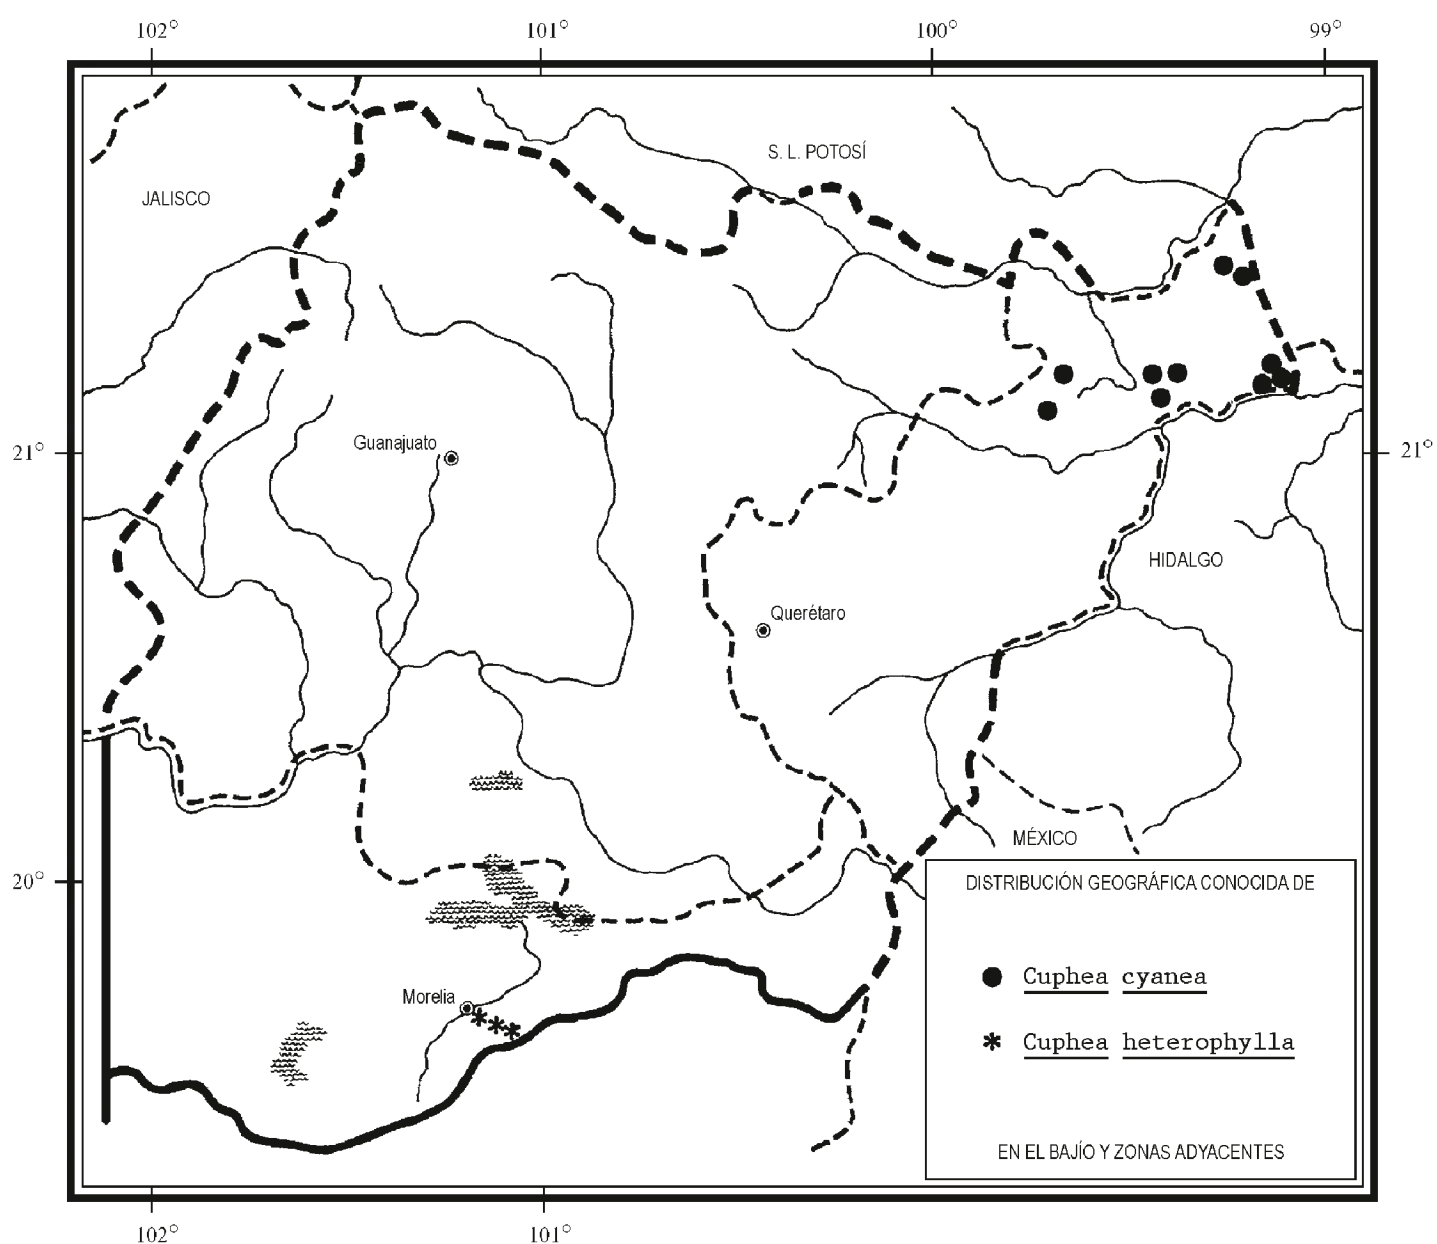 102° 101° 100° 99°
S. L. POTOSÍ
JALISCO
Guanajuato
21° 21°
HIDALGO
Querétaro
MÉXICO
20°
DISTRIBUCIÓN GEOGRÁFICA CONOCIDA DE
Cuphea cyanea
Morelia
Cuphea heterophylla
EN EL BAJÍO Y ZONAS ADYACENTES
102° 101°